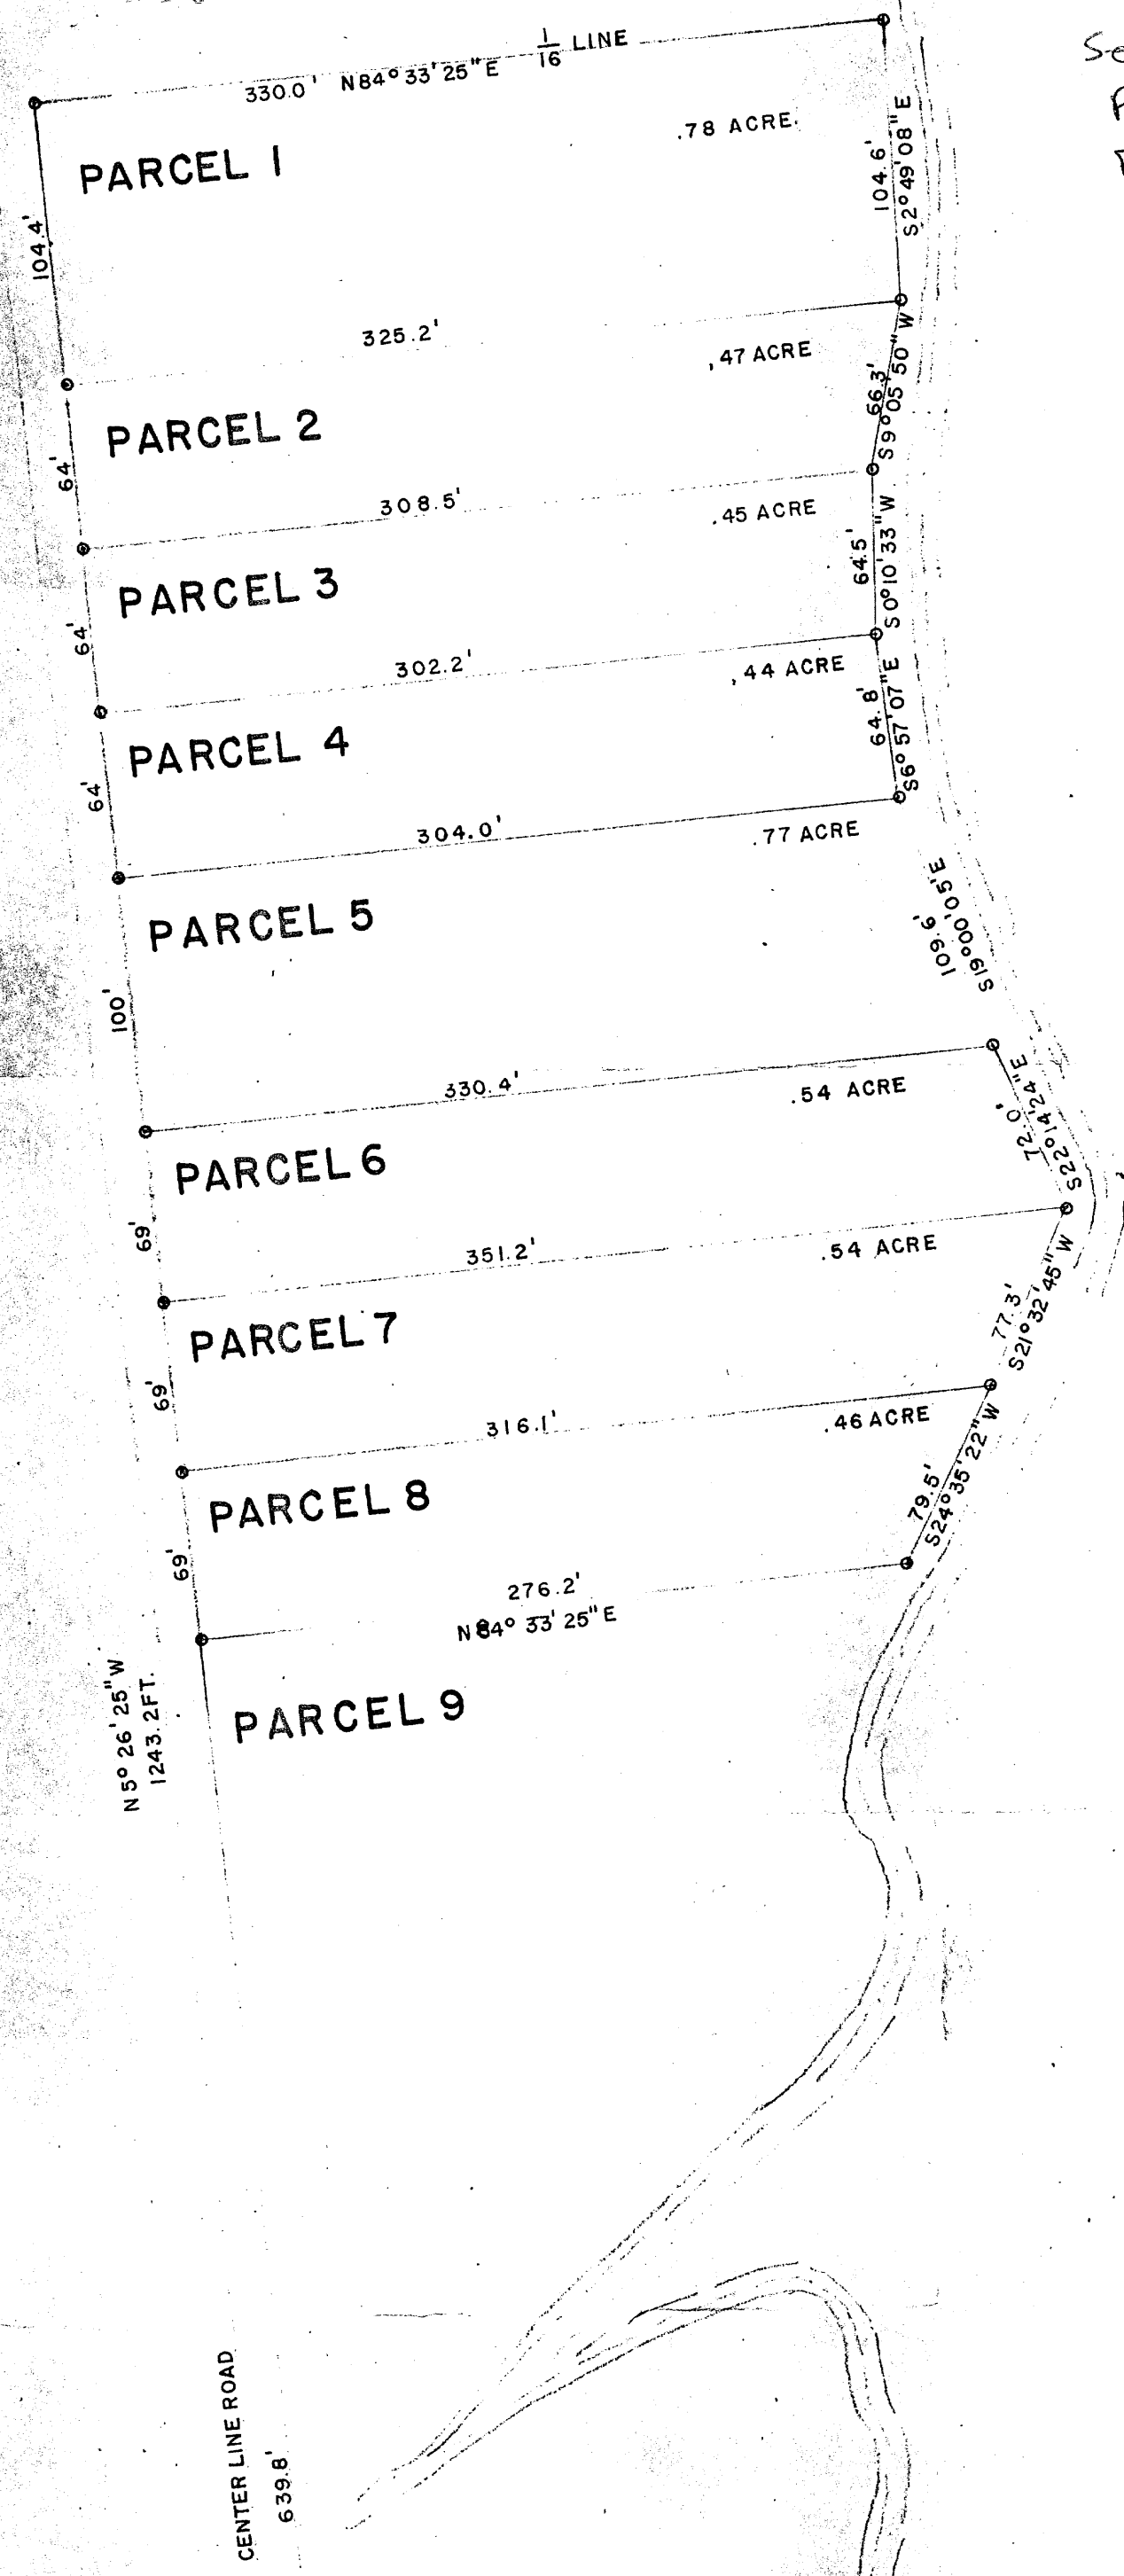 1/16 LINE
330.0' N84°33'25"E
.78 ACRE.
PARCEL 1
104.4'
104.6'
S2°49'08"E
325.2'
,47 ACRE
PARCEL 2
64'
66.3'
S9°05'50"W
308.5'
.45 ACRE
PARCEL 3
64'
64.5'
S0°10'33"W
302.2'
,44 ACRE
PARCEL 4
64'
64.8'
S6°57'07"E
304.0'
.77 ACRE
PARCEL 5
100'
109.6'
S19°00'05'E
330.4'
.54 ACRE
PARCEL 6
69'
72.0'
S22°14'24"E
351.2'
.54 ACRE
PARCEL 7
69'
77.3'
S21°32'45"W
316.1'
.46 ACRE
PARCEL 8
69'
79.5'
S24°35'22"W
276.2'
N84° 33' 25" E
PARCEL 9
N5° 26' 25" W
1243.2FT.
CENTER LINE ROAD
639.8'